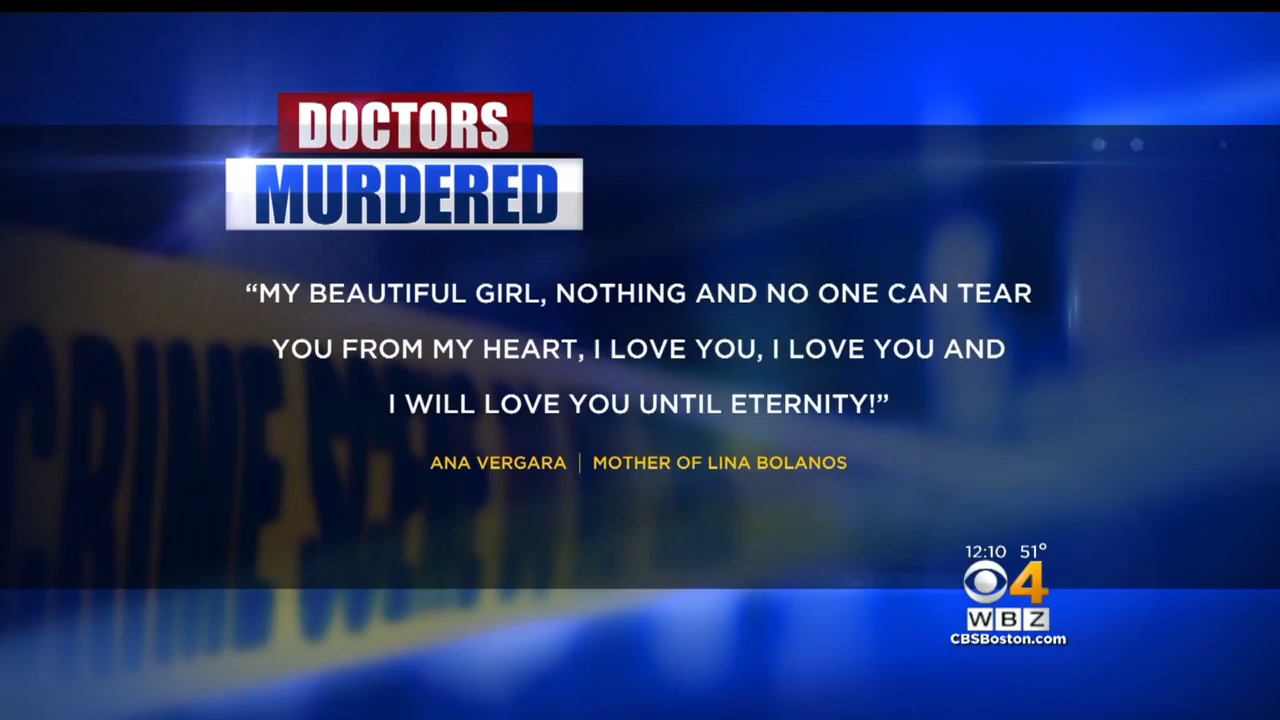 DOCTORS
MURDERED
“MY BEAUTIFUL GIRL, NOTHING AND NO ONE CAN TEAR
YOU FROM MY HEART, I LOVE YOU, I LOVE YOU AND
I WILL LOVE YOU UNTIL ETERNITY!”
ANA VERGARA | MOTHER OF LINA BOLANOS
CRIME SCENE
12:10 51°
4
WBZ
CBSBoston.com